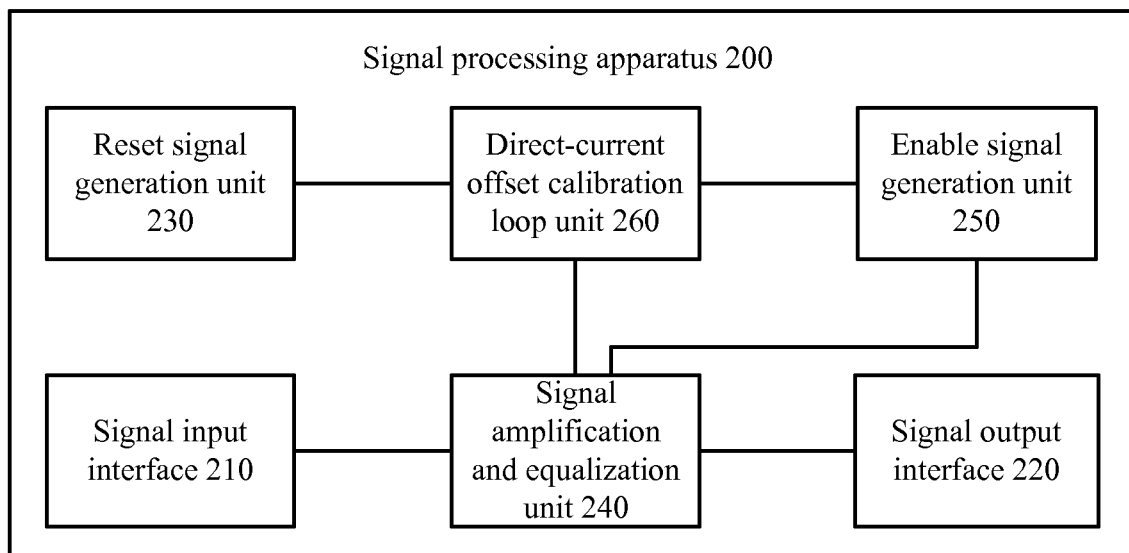 Signal processing apparatus 200
Reset signal
generation unit
230
Direct-current
offset calibration
loop unit 260
Enable signal
generation unit
250
Signal input
interface 210
Signal
amplification
and equalization
unit 240
Signal output
interface 220